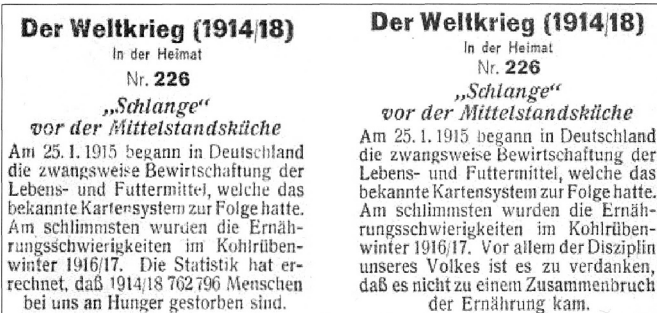 Der Weltkrieg (1914/18)
In der Heimat
Nr. 226
„Schlange“
vor der Mittelstandsküche
Am 25. 1. 1915 begann in Deutschland
die zwangsweise Bewirtschaftung der
Lebens- und Futtermittel, welche das
bekannte Kartensystem zur Folge hatte.
Am schlimmsten wurden die Ernäh-
rungsschwierigkeiten im Kohlrüben-
winter 1916/17. Die Statistik hat er-
rechnet, daß 1914/18 762 796 Menschen
bei uns an Hunger gestorben sind.
Der Weltkrieg (1914/18)
In der Heimat
Nr. 226
„Schlange“
vor der Mittelstandsküche
Am 25. 1. 1915 begann in Deutschland
die zwangsweise Bewirtschaftung der
Lebens- und Futtermittel, welche das
bekannte Kartensystem zur Folge hatte.
Am schlimmsten wurden die Ernäh-
rungsschwierigkeiten im Kohlrüben-
winter 1916/17. Vor allem der Disziplin
unseres Volkes ist es zu verdanken,
daß es nicht zu einem Zusammenbruch
der Ernährung kam.